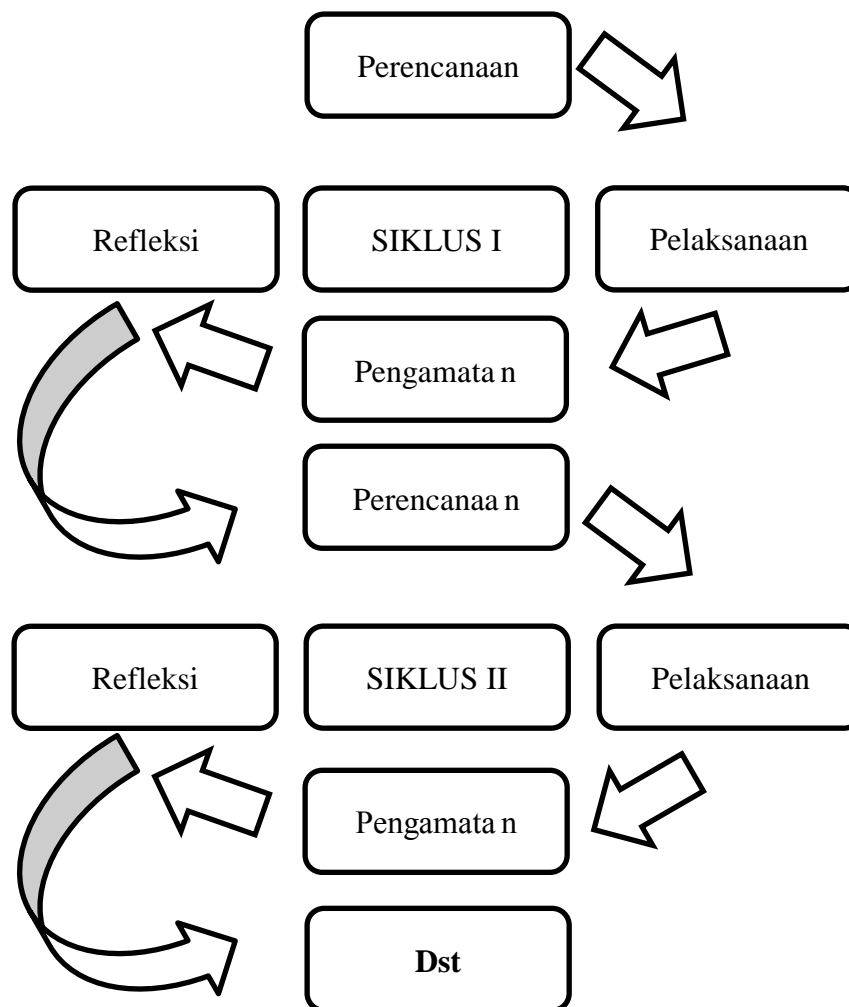 Perencanaan
Refleksi
SIKLUS I
Pelaksanaan
Pengamata n
Perencanaa n
Refleksi
SIKLUS II
Pelaksanaan
Pengamata n
Dst